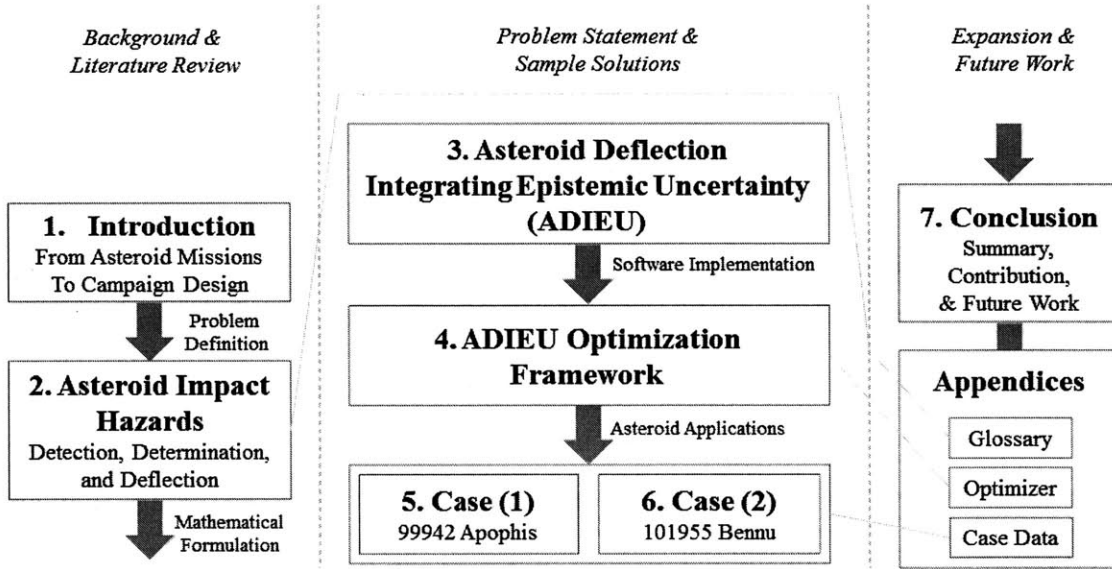 Background &
Literature Review
1. Introduction
From Asteroid Missions
To Campaign Design
Problem
Definition
2. Asteroid Impact
Hazards
Detection, Determination,
and Deflection
Mathematical
Formulation
Problem Statement &
Sample Solutions
3. Asteroid Deflection
Integrating Epistemic Uncertainty
(ADIEU)
Software Implementation
4. ADIEU Optimization
Framework
Asteroid Applications
5. Case (1)
99942 Apophis
6. Case (2)
101955 Bennu
Expansion &
Future Work
7. Conclusion
Summary,
Contribution,
& Future Work
Appendices
Glossary
Optimizer
Case Data